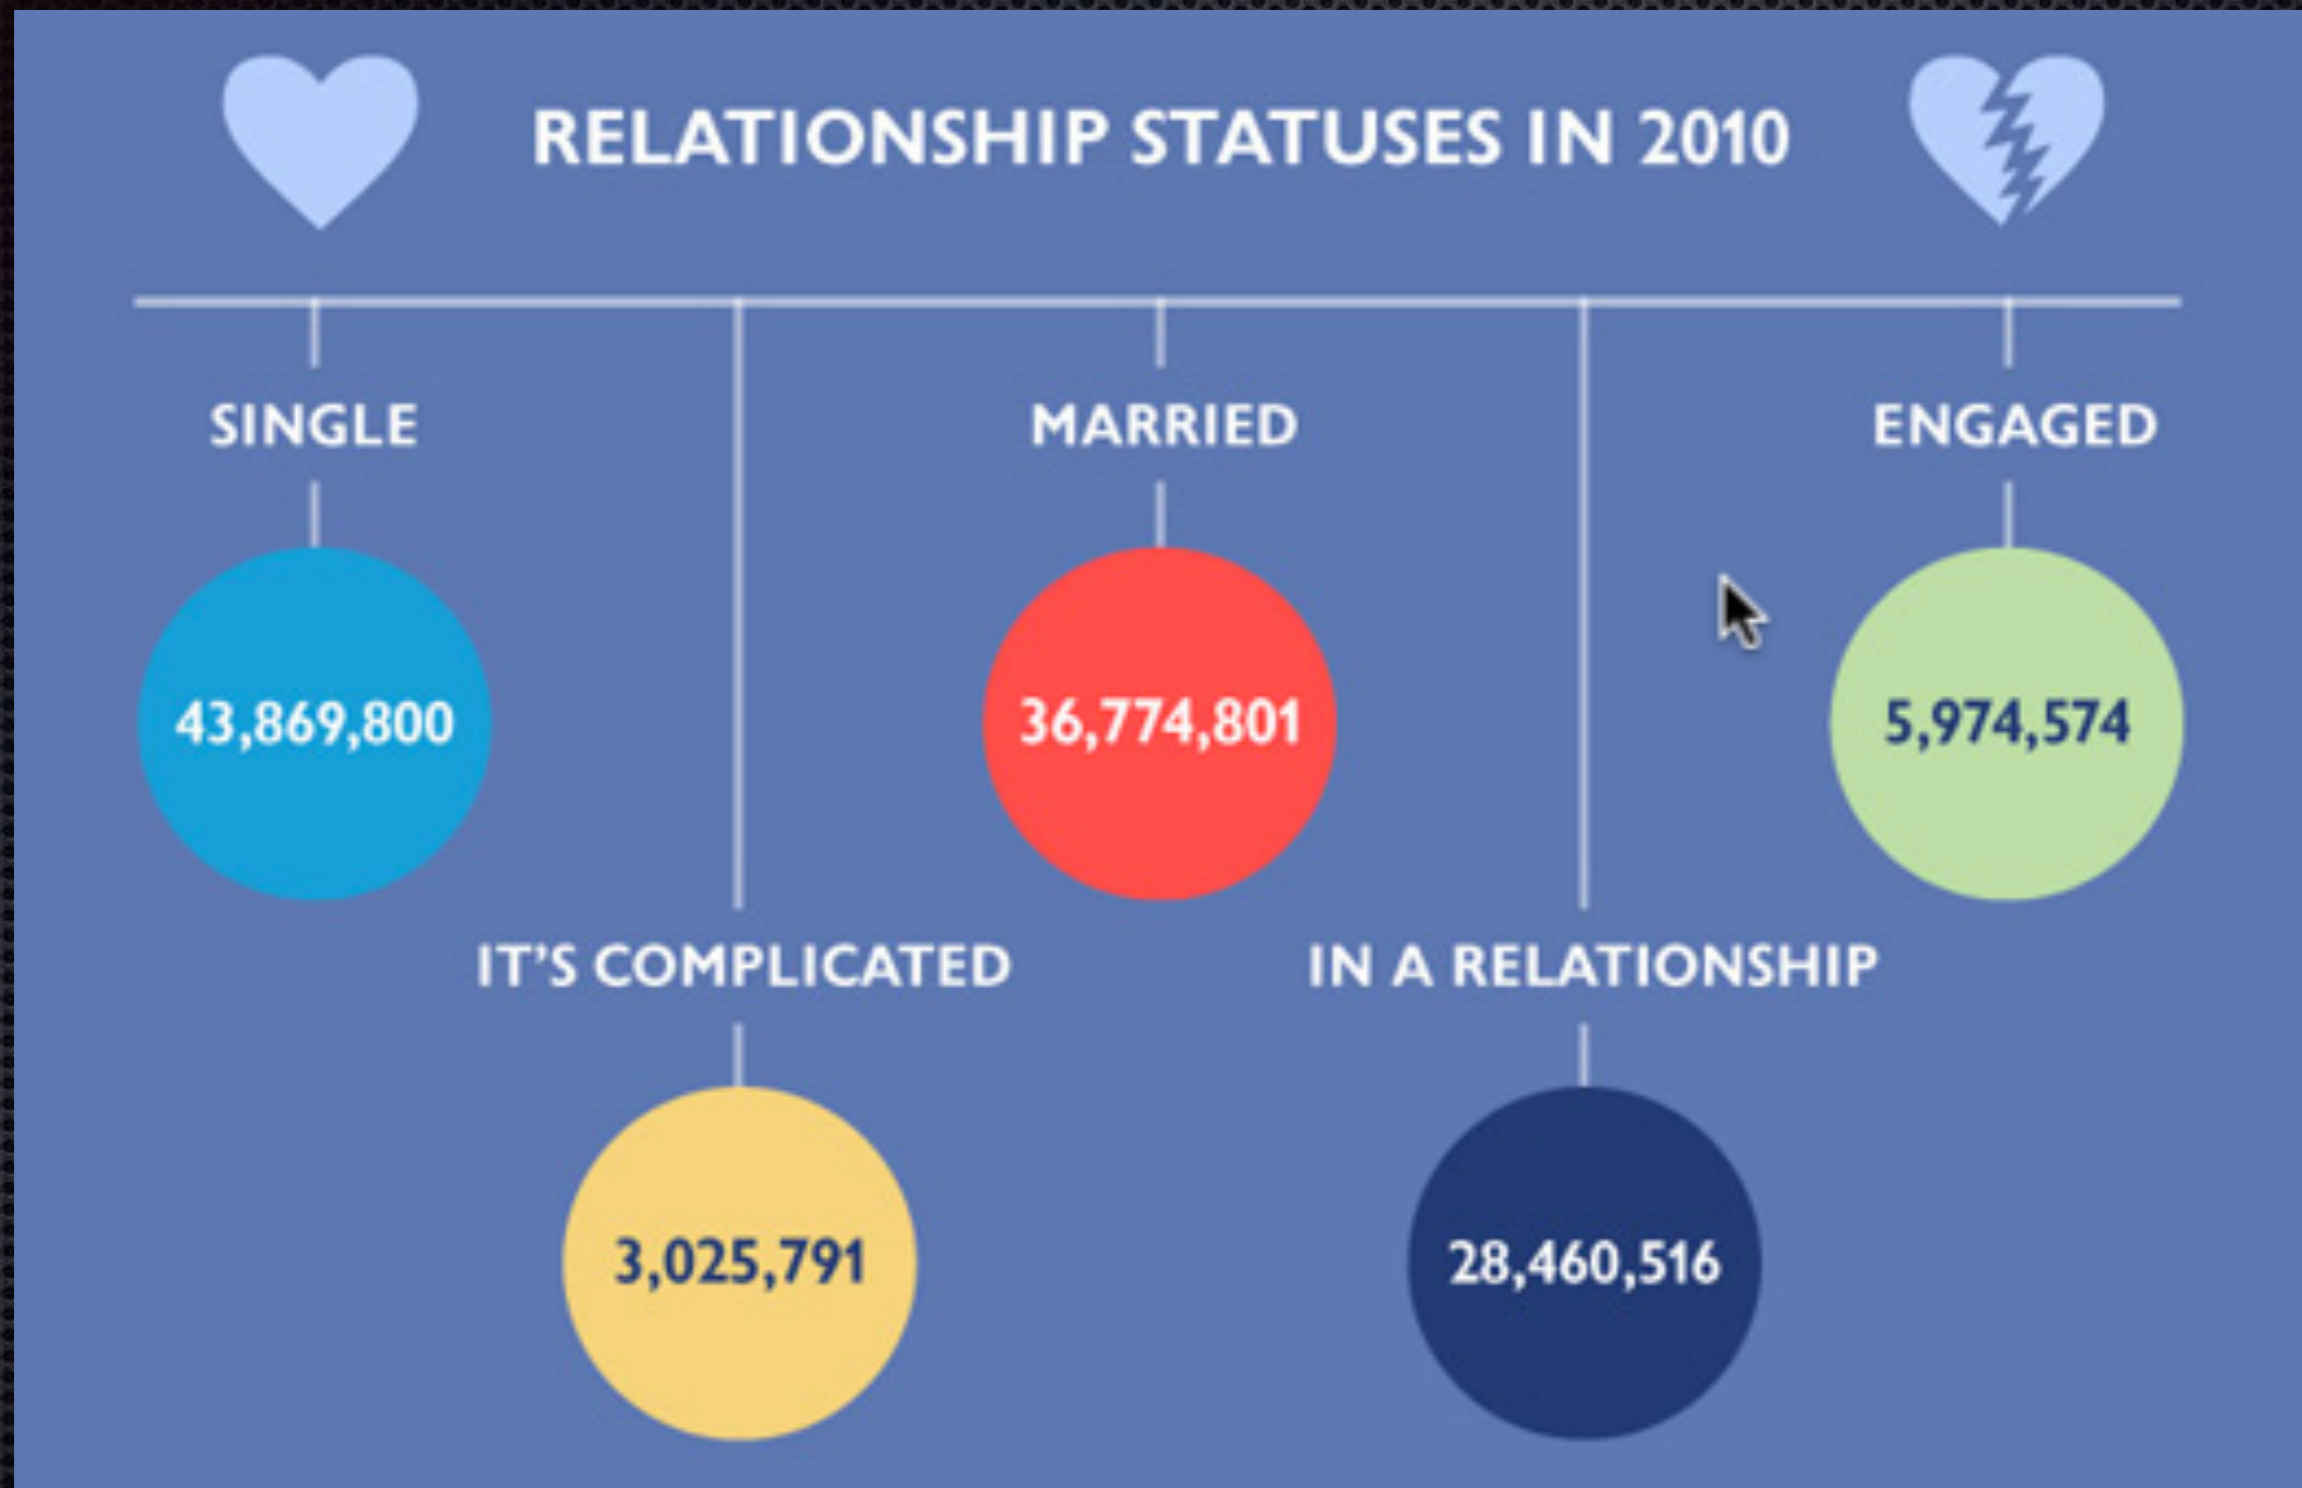 RELATIONSHIP STATUSES IN 2010
SINGLE
MARRIED
ENGAGED
43,869,800
36,774,801
5,974,574
IT'S COMPLICATED
IN A RELATIONSHIP
3,025,791
28,460,516